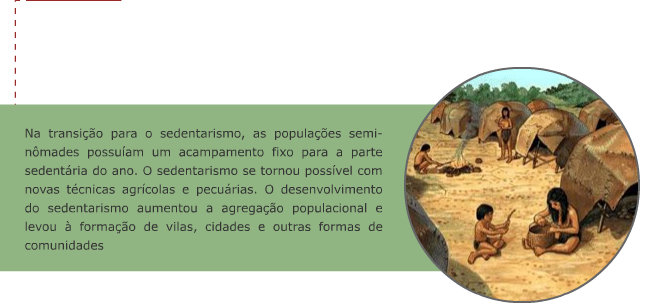 Na transição para o sedentarismo, as populações semi-
nômades possuíam um acampamento fixo para a parte
sedentária do ano. O sedentarismo se tornou possível com
novas técnicas agrícolas e pecuárias. O desenvolvimento
do sedentarismo aumentou a agregação populacional e
levou à formação de vilas, cidades e outras formas de
comunidades